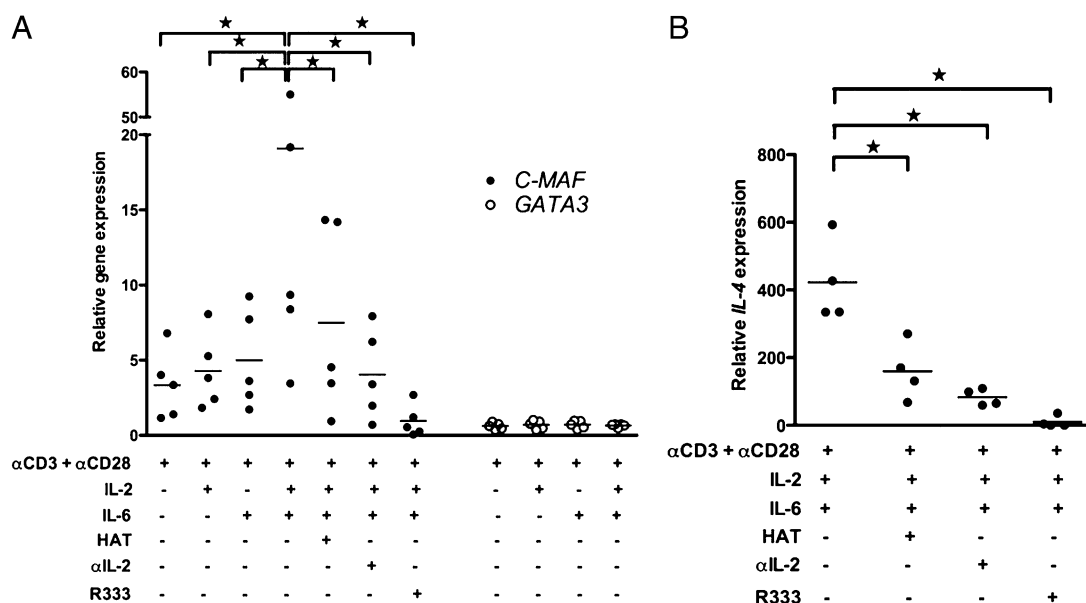 A
★ ★
★ ★
★ ★
60
50
20
15
10
5
0
Relative gene expression
C-MAF
GATA3
αCD3 + αCD28 + + + + + + + + + + +
IL-2 - + - + + + + - + - +
IL-6 - - + + + + + - - + +
HAT - - - - + - - - - - -
αIL-2 - - - - - + - - - - -
R333 - - - - - - + - - - -
B
★
★
★
800
600
400
200
0
Relative IL-4 expression
αCD3 + αCD28 + + + +
IL-2 + + + +
IL-6 + + + +
HAT - + - -
αIL-2 - - + -
R333 - - - +